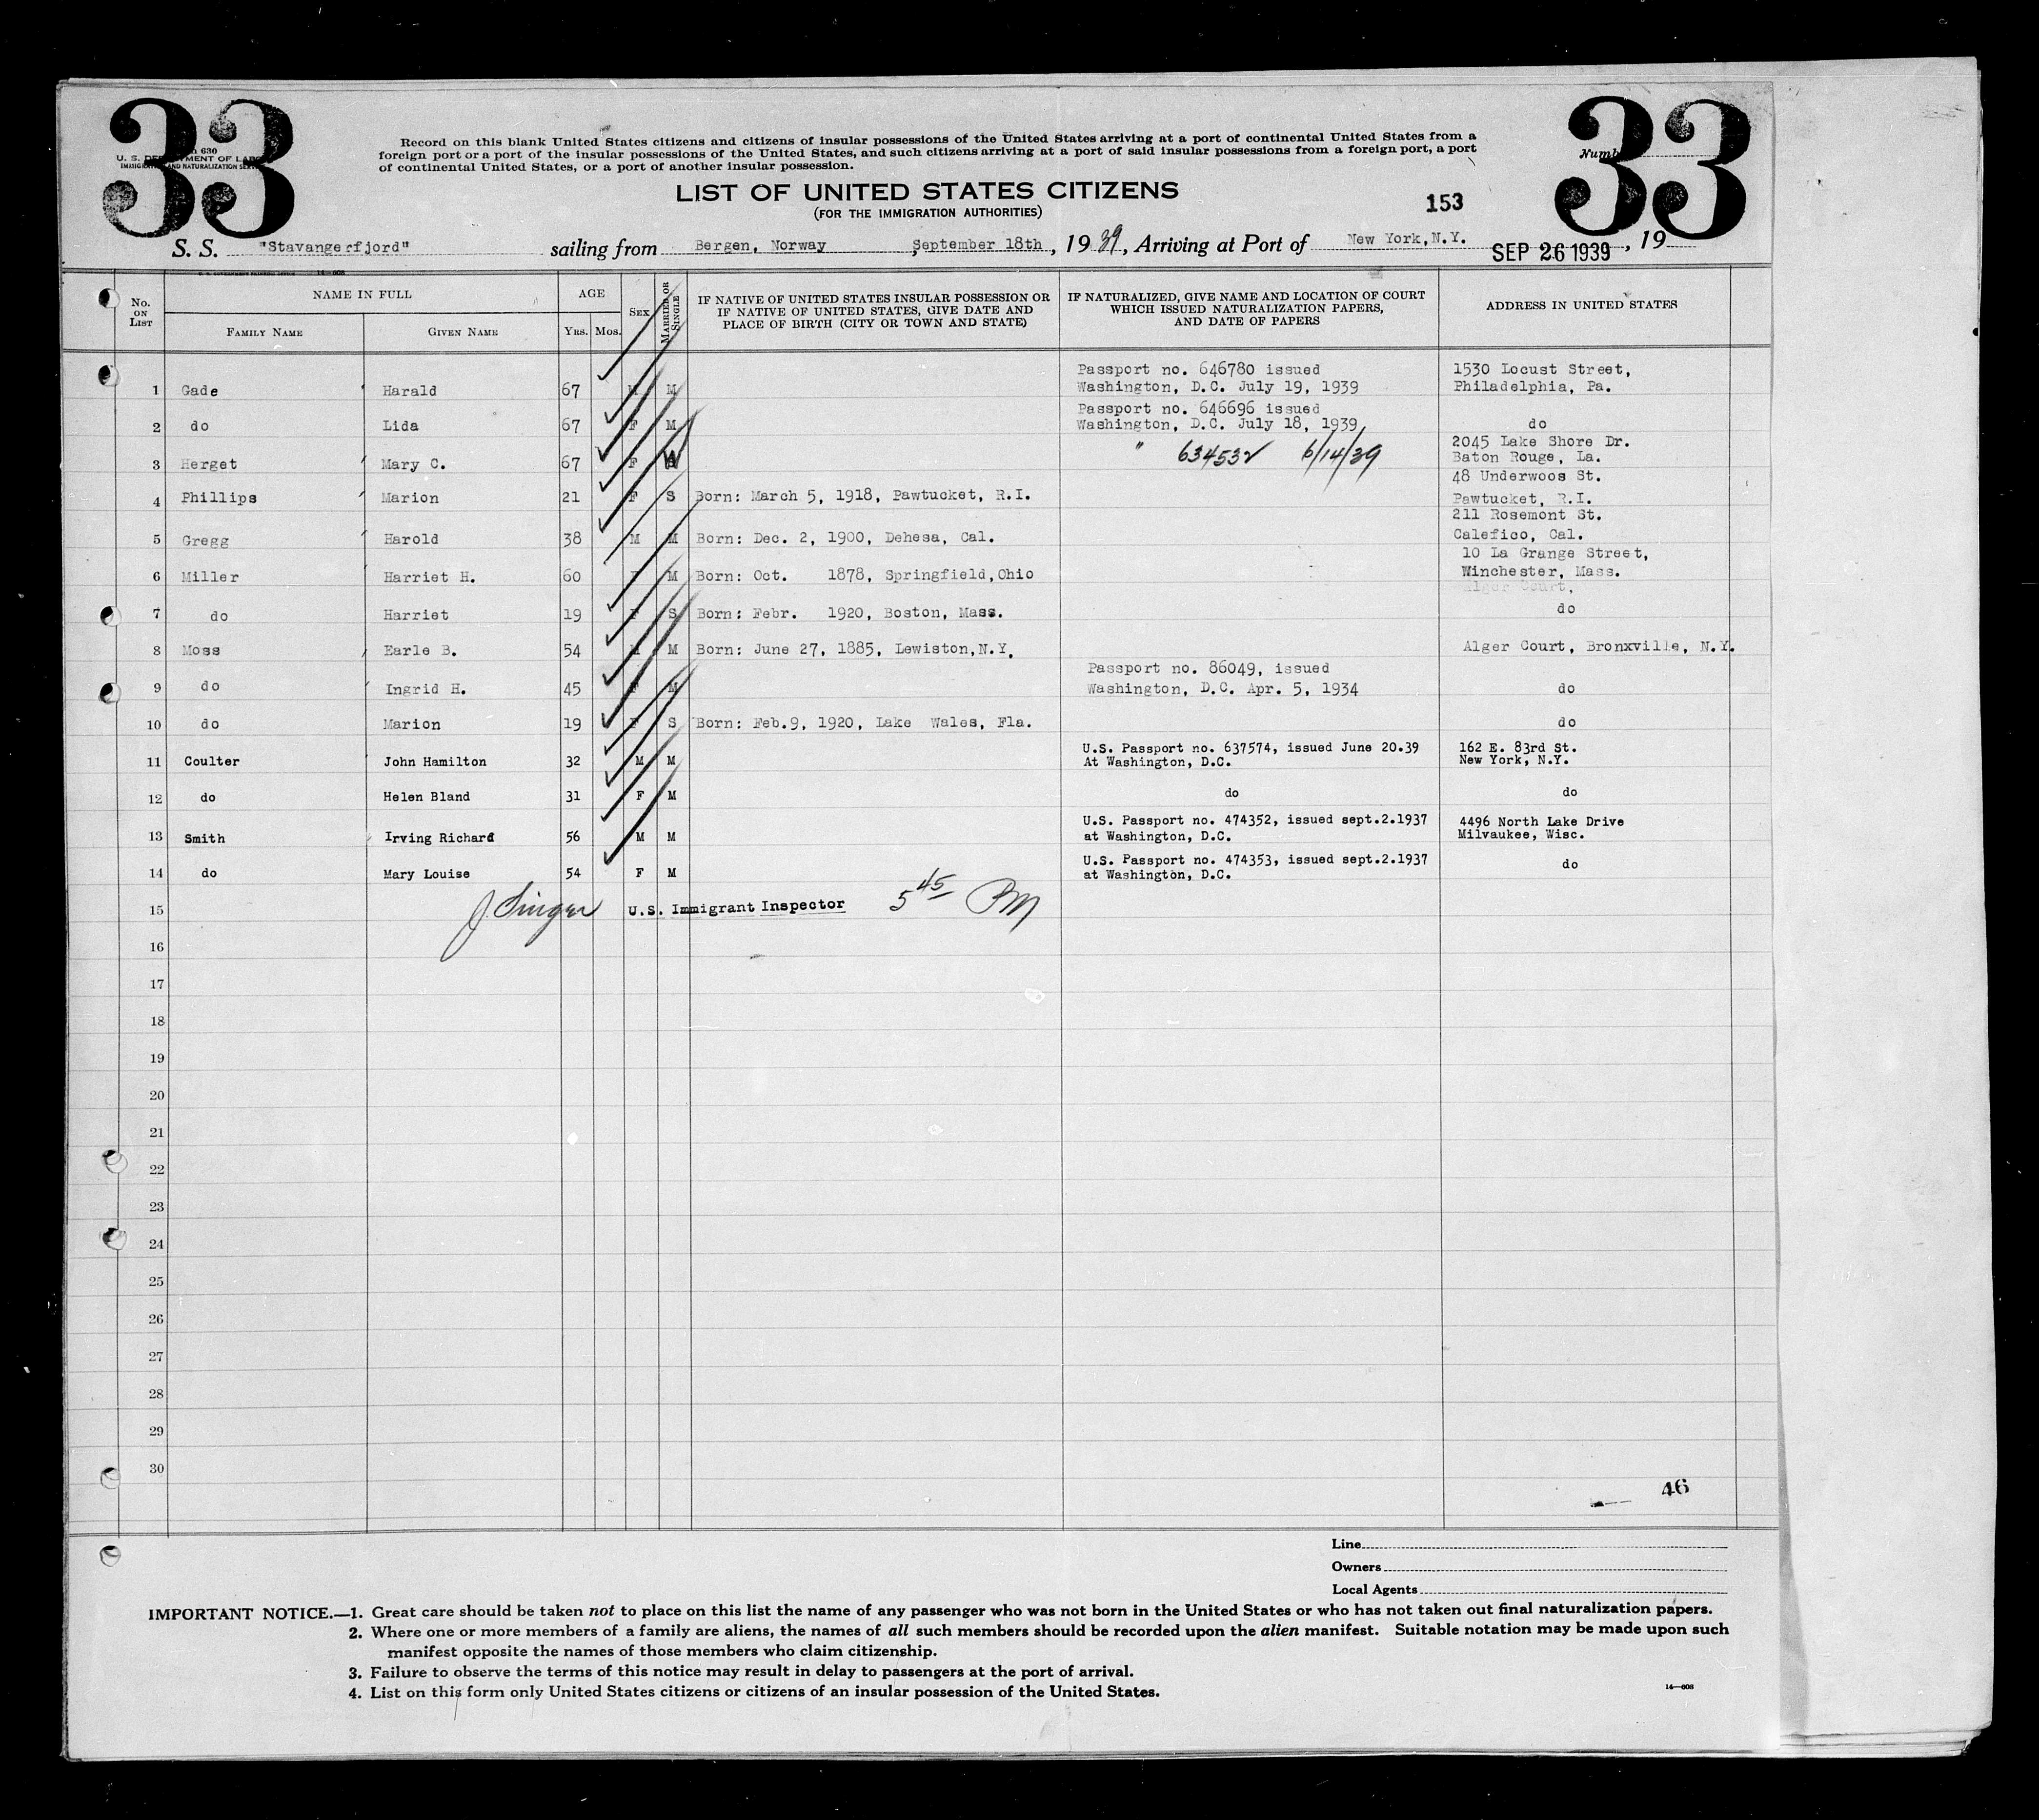 33
33
630
U. S. DEPARTMENT OF LABOR
IMMIGRATION AND NATURALIZATION SERVICE
Record on this blank United States citizens and citizens of insular possessions of the United States arriving at a port of continental United States from a
foreign port or a port of the insular possessions of the United States, and such citizens arriving at a port of said insular possessions from a foreign port, a port
of continental United States, or a port of another insular possession.
LIST OF UNITED STATES CITIZENS
(FOR THE IMMIGRATION AUTHORITIES)
153
S. S. "Stavangerfjord" sailing from Bergen, Norway , September 18th , 1939, Arriving at Port of New York, N.Y. SEP 26 1939 , 19
No. ON LIST
NAME IN FULL
FAMILY NAME
GIVEN NAME
AGE
YRS. MOS.
SEX
MARRIED OR SINGLE
IF NATIVE OF UNITED STATES INSULAR POSSESSION OR
IF NATIVE OF UNITED STATES, GIVE DATE AND
PLACE OF BIRTH (CITY OR TOWN AND STATE)
IF NATURALIZED, GIVE NAME AND LOCATION OF COURT
WHICH ISSUED NATURALIZATION PAPERS,
AND DATE OF PAPERS
ADDRESS IN UNITED STATES
Passport no. 646780 issued 1530 Locust Street,
1 Gade Harald 67 M M Washington, D.C. July 19, 1939 Philadelphia, Pa.
Passport no. 646696 issued
2 do Lida 67 F M Washington, D.C. July 18, 1939 do
2045 Lake Shore Dr.
3 Herget Mary C. 67 F " 634532 6/14/39 Baton Rouge, La.
48 Underwoos St.
4 Phillips Marion 21 F S Born: March 5, 1918, Pawtucket, R.I. Pawtucket, R.I.
211 Rosemont St.
5 Gregg Harold 38 M M Born: Dec. 2, 1900, Dehesa, Cal. Calefico, Cal.
10 La Grange Street,
6 Miller Harriet H. 60 F M Born: Oct. 1878, Springfield, Ohio Winchester, Mass.
Alger Court,
7 do Harriet 19 F S Born: Febr. 1920, Boston, Mass. do
8 Moss Earle B. 54 M M Born: June 27, 1885, Lewiston, N.Y. Alger Court, Bronxville, N.Y.
Passport no. 86049, issued
9 do Ingrid H. 45 F M Washington, D.C. Apr. 5, 1934 do
10 do Marion 19 F S Born: Feb.9, 1920, Lake Wales, Fla. do
U.S. Passport no. 637574, issued June 20.39 162 E. 83rd St.
11 Coulter John Hamilton 32 M M At Washington, D.C. New York, N.Y.
12 do Helen Bland 31 F M do do
U.S. Passport no. 474352, issued sept.2.1937 4496 North Lake Drive
13 Smith Irving Richard 56 M M at Washington, D.C. Milvaukee, Wisc.
U.S. Passport no. 474353, issued sept.2.1937
14 do Mary Louise 54 F M at Washington, D.C. do
15 J. Singer U.S. Immigrant Inspector 5 45 PM
16
17
18
19
20
21
22
23
24
25
26
27
28
29
30
46
Line
Owners
Local Agents
IMPORTANT NOTICE.—1. Great care should be taken not to place on this list the name of any passenger who was not born in the United States or who has not taken out final naturalization papers.
2. Where one or more members of a family are aliens, the names of all such members should be recorded upon the alien manifest. Suitable notation may be made upon such
manifest opposite the names of those members who claim citizenship.
3. Failure to observe the terms of this notice may result in delay to passengers at the port of arrival.
4. List on this form only United States citizens or citizens of an insular possession of the United States.
14—608